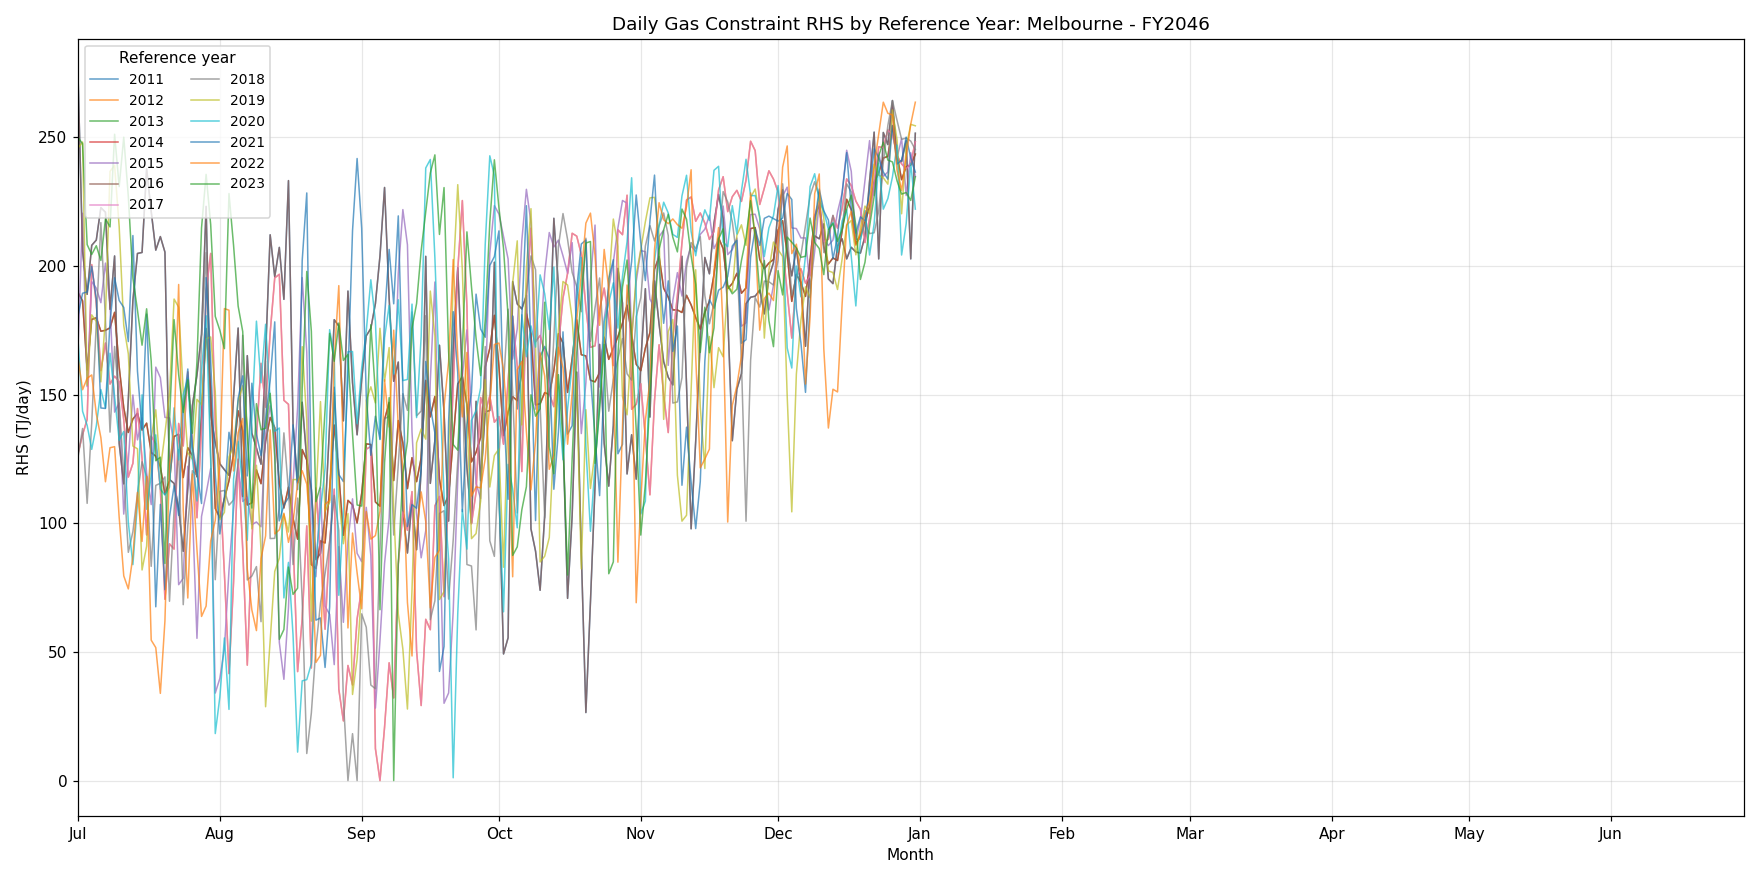 Daily Gas Constraint RHS by Reference Year: Melbourne - FY2046
Reference year
2011 2018
2012 2019
2013 2020
2014 2021
2015 2022
2016 2023
2017
RHS (TJ/day)
250
200
150
100
50
0
Jul Aug Sep Oct Nov Dec Jan Feb Mar Apr May Jun
Month